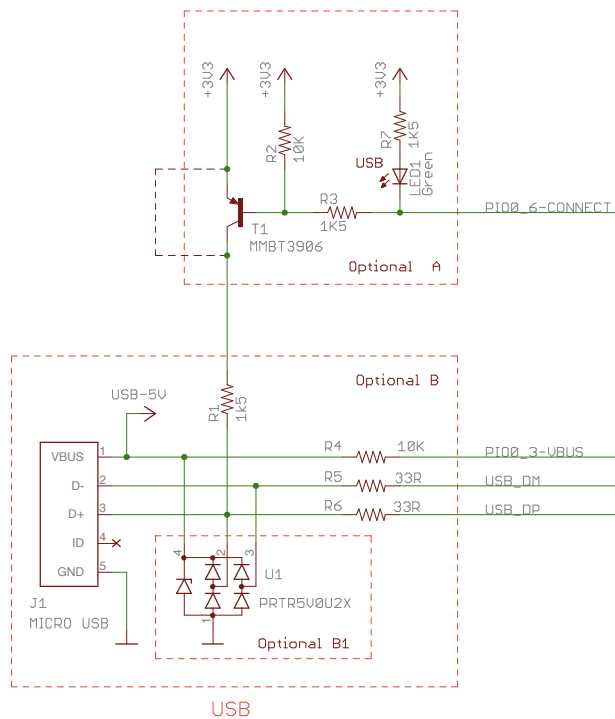 +3V3
+3V3
+3V3
R2
10K
R7
1K5
USB
LED1
Green
R3
1K5
PIO0_6-CONNECT
T1
MMBT3906
Optional A
Optional B
USB-5V
R1
1k5
VBUS
1
R4
10K
PIO0_3-VBUS
D-
2
R5
33R
USB_DM
D+
3
R6
33R
USB_DP
ID
4
GND
5
4
2
3
U1
J1
PRTR5V0U2X
MICRO USB
1
Optional B1
USB